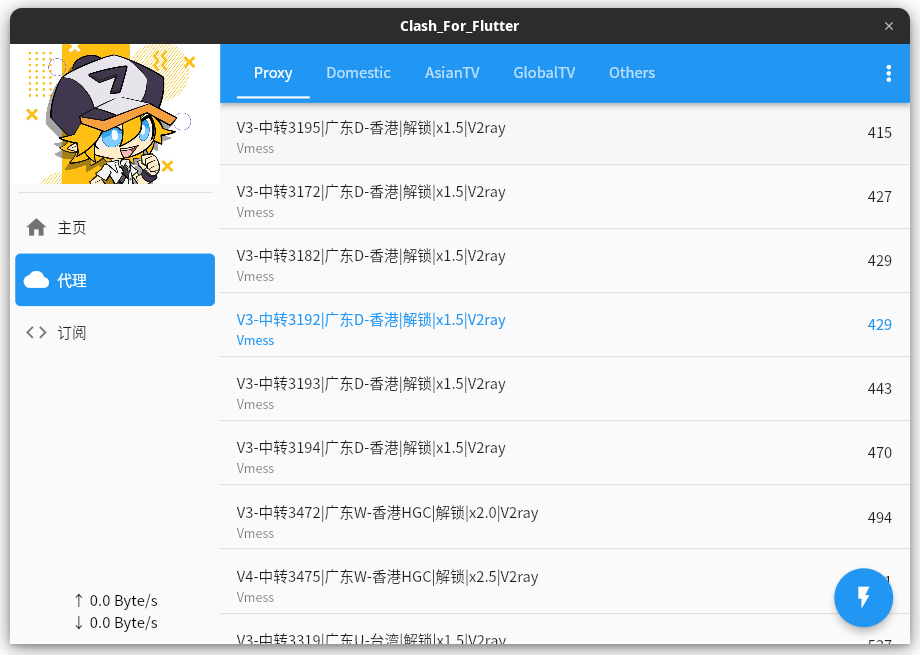 Clash_For_Flutter
Proxy Domestic AsianTV GlobalTV Others
主页
代理
订阅
↑ 0.0 Byte/s
↓ 0.0 Byte/s
V3-中转3195|广东D-香港|解锁|x1.5|V2ray
Vmess
415
V3-中转3172|广东D-香港|解锁|x1.5|V2ray
Vmess
427
V3-中转3182|广东D-香港|解锁|x1.5|V2ray
Vmess
429
V3-中转3192|广东D-香港|解锁|x1.5|V2ray
Vmess
429
V3-中转3193|广东D-香港|解锁|x1.5|V2ray
Vmess
443
V3-中转3194|广东D-香港|解锁|x1.5|V2ray
Vmess
470
V3-中转3472|广东W-香港HGC|解锁|x2.0|V2ray
Vmess
494
V4-中转3475|广东W-香港HGC|解锁|x2.5|V2ray
Vmess
V3-中转3319|广东U-台湾|解锁|x1.5|V2ray